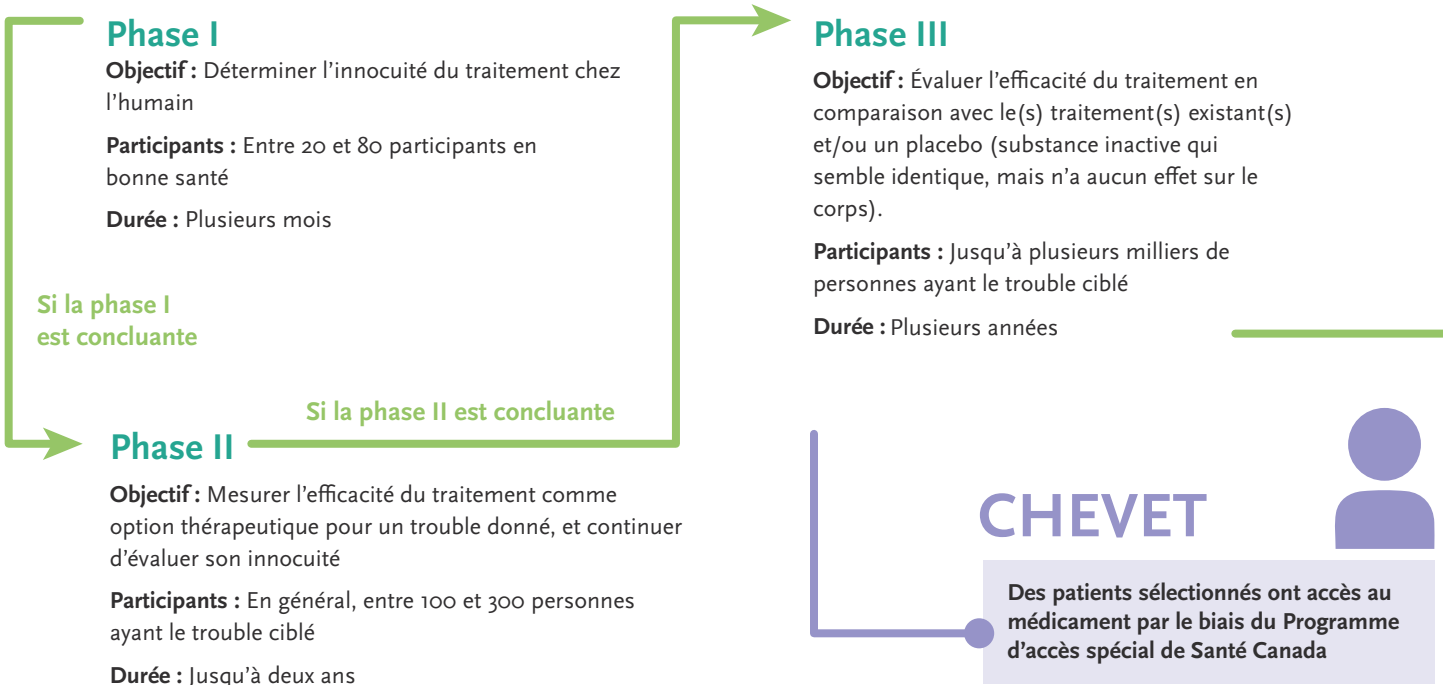 Phase I
Objectif : Déterminer l'innocuité du traitement chez
l'humain
Participants : Entre 20 et 80 participants en
bonne santé
Durée : Plusieurs mois
Si la phase I
est concluante
Si la phase II est concluante
Phase II
Objectif : Mesurer l'efficacité du traitement comme
option thérapeutique pour un trouble donné, et continuer
d'évaluer son innocuité
Participants : En général, entre 100 et 300 personnes
ayant le trouble ciblé
Durée : Jusqu'à deux ans
Phase III
Objectif : Évaluer l'efficacité du traitement en
comparaison avec le(s) traitement(s) existant(s)
et/ou un placebo (substance inactive qui
semble identique, mais n'a aucun effet sur le
corps).
Participants : Jusqu'à plusieurs milliers de
personnes ayant le trouble ciblé
Durée : Plusieurs années
CHEVET
Des patients sélectionnés ont accès au
médicament par le biais du Programme
d'accès spécial de Santé Canada